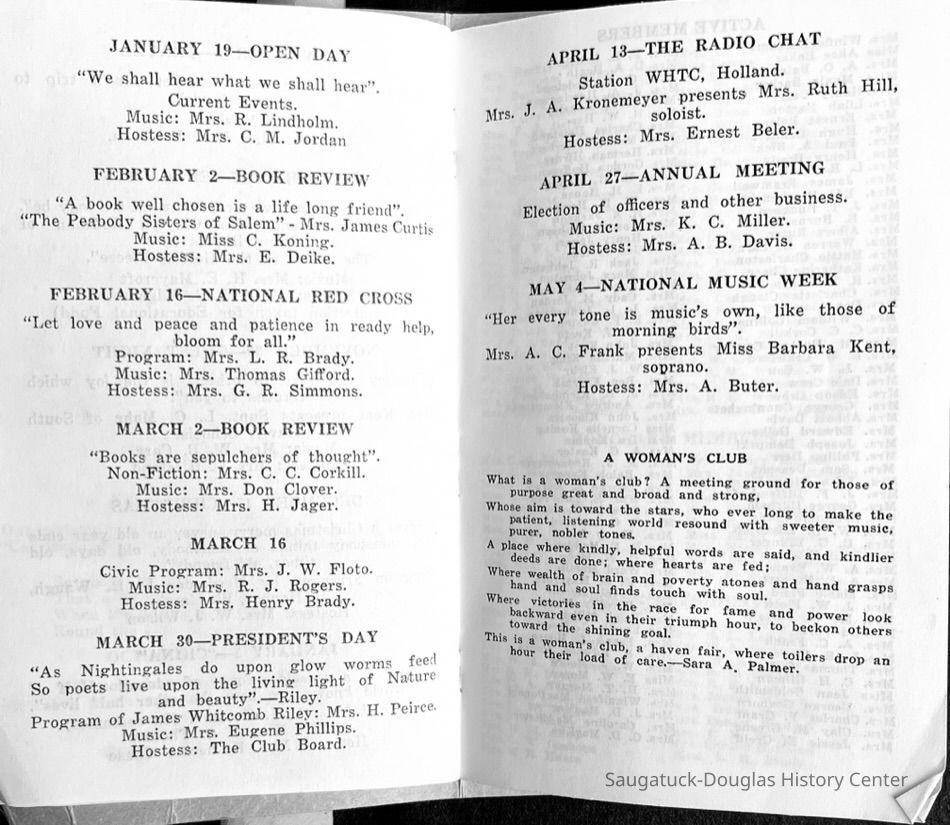 JANUARY 19—OPEN DAY
"We shall hear what we shall hear".
Current Events.
Music: Mrs. R. Lindholm.
Hostess: Mrs. C. M. Jordan
FEBRUARY 2—BOOK REVIEW
"A book well chosen is a life long friend".
"The Peabody Sisters of Salem" - Mrs. James Curtis
Music: Miss C. Koning.
Hostess: Mrs. E. Deike.
FEBRUARY 16—NATIONAL RED CROSS
"Let love and peace and patience in ready help,
bloom for all."
Program: Mrs. L. R. Brady.
Music: Mrs. Thomas Gifford.
Hostess: Mrs. G. R. Simmons.
MARCH 2—BOOK REVIEW
"Books are sepulchers of thought".
Non-Fiction: Mrs. C. C. Corkill.
Music: Mrs. Don Clover.
Hostess: Mrs. H. Jager.
MARCH 16
Civic Program: Mrs. J. W. Floto.
Music: Mrs. R. J. Rogers.
Hostess: Mrs. Henry Brady.
MARCH 30—PRESIDENT'S DAY
"As Nightingales do upon glow worms feed
So poets live upon the living light of Nature
and beauty".—Riley.
Program of James Whitcomb Riley: Mrs. H. Peirce.
Music: Mrs. Eugene Phillips.
Hostess: The Club Board.
APRIL 13—THE RADIO CHAT
Station WHTC, Holland.
Mrs. J. A. Kronemeyer presents Mrs. Ruth Hill,
soloist.
Hostess: Mrs. Ernest Beler.
APRIL 27—ANNUAL MEETING
Election of officers and other business.
Music: Mrs. K. C. Miller.
Hostess: Mrs. A. B. Davis.
MAY 4—NATIONAL MUSIC WEEK
"Her every tone is music's own, like those of
morning birds".
Mrs. A. C. Frank presents Miss Barbara Kent,
soprano.
Hostess: Mrs. A. Buter.
A WOMAN'S CLUB
What is a woman's club? A meeting ground for those of
purpose great and broad and strong,
Whose aim is toward the stars, who ever long to make the
patient, listening world resound with sweeter music,
purer, nobler tones.
A place where kindly, helpful words are said, and kindlier
deeds are done; where hearts are fed;
Where wealth of brain and poverty atones and hand grasps
hand and soul finds touch with soul.
Where victories in the race for fame and power look
backward even in their triumph hour, to beckon others
toward the shining goal.
This is a woman's club, a haven fair, where toilers drop an
hour their load of care.—Sara A. Palmer.
Saugatuck-Douglas History Center